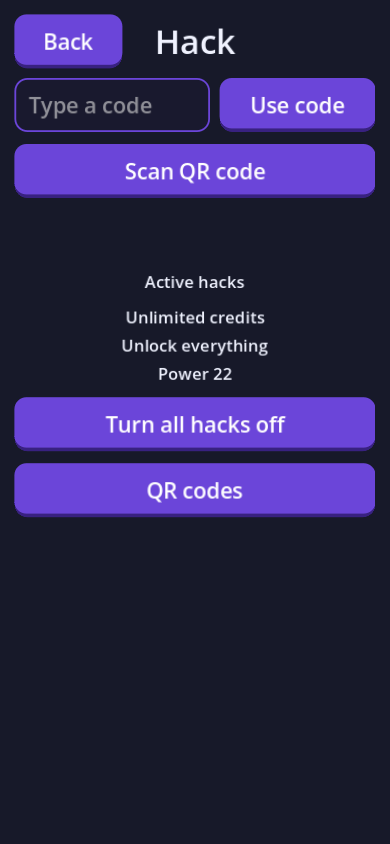 Back
Hack
Type a code
Use code
Scan QR code
Active hacks
Unlimited credits
Unlock everything
Power 22
Turn all hacks off
QR codes